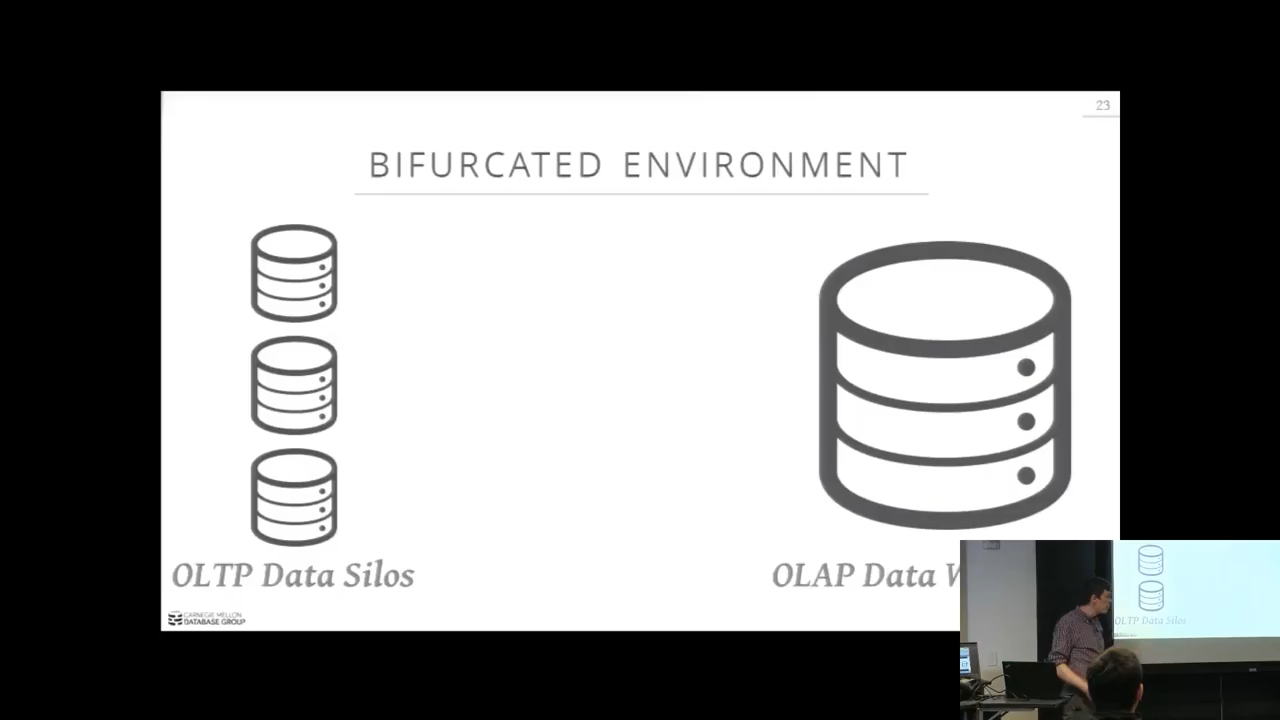 23
BIFURCATED ENVIRONMENT
OLTP Data Silos
OLAP Data
CARNEGIE MELLON
DATABASE GROUP
OLTP Data Silos